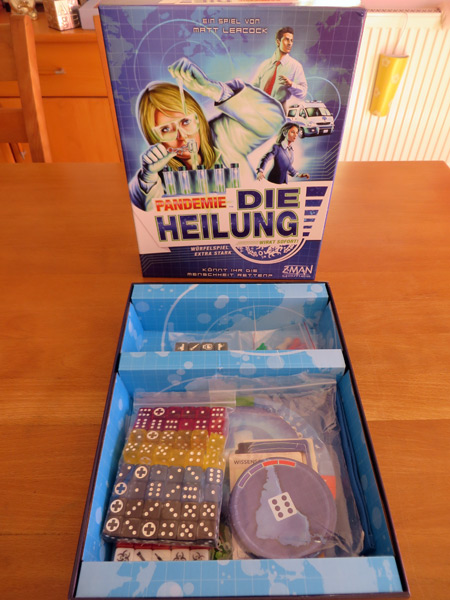 EIN SPIEL VON
MATT LEACOCK
PANDEMIE
DIE
HEILUNG
WIRKT SOFORT!
WÜRFELSPIEL
EXTRA STARK
KÖNNT IHR DIE
MENSCHHEIT RETTEN?
Z-MAN